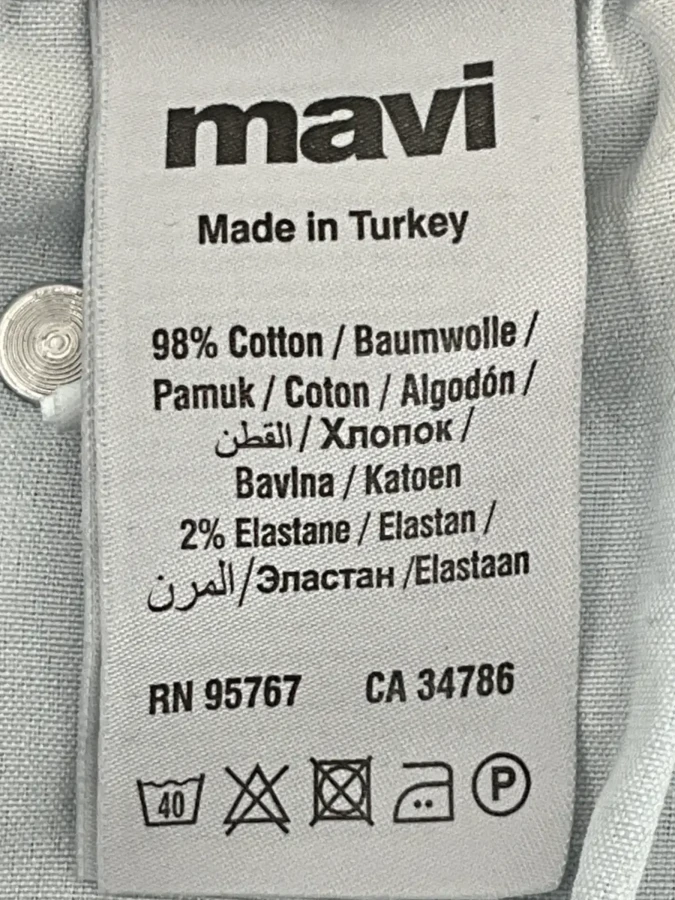 mavi
Made in Turkey
98% Cotton / Baumwolle /
Pamuk / Coton / Algodón /
القطن / Хлопок /
Bavlna / Katoen
2% Elastane / Elastan /
المرن/Эластан /Elastaan
RN 95767 CA 34786
40 P